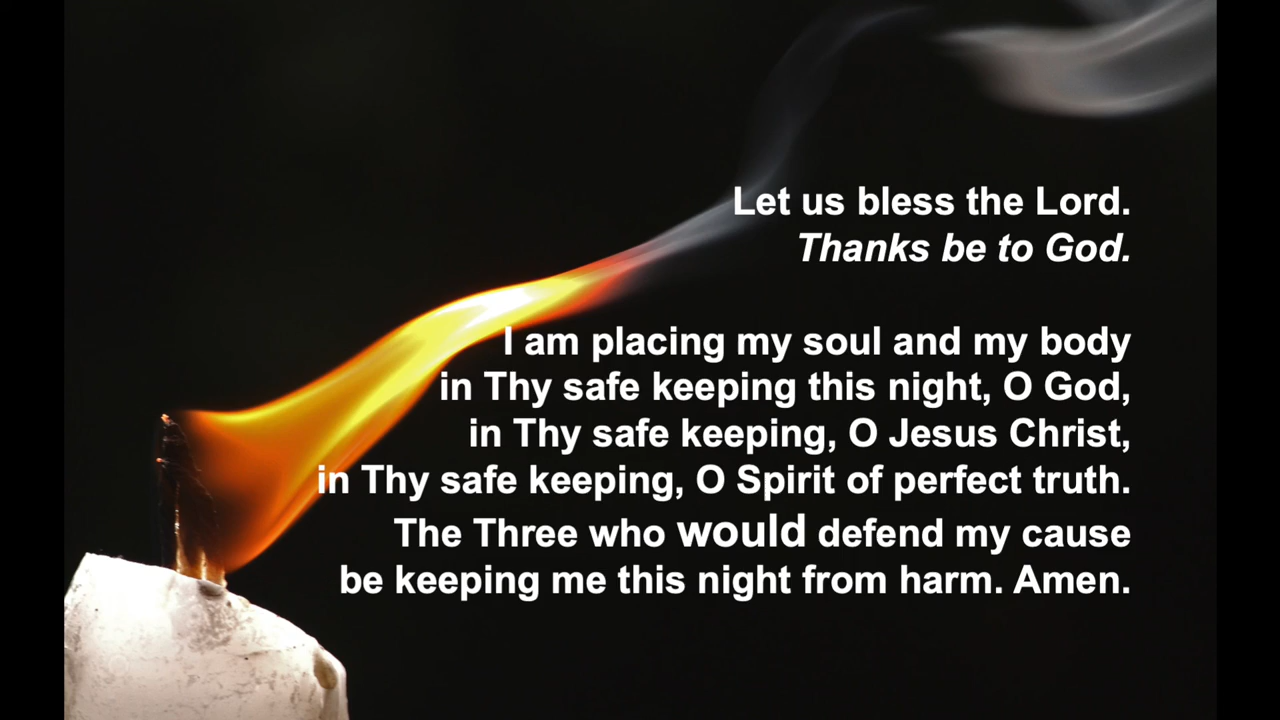 Let us bless the Lord.
Thanks be to God.
I am placing my soul and my body
in Thy safe keeping this night, O God,
in Thy safe keeping, O Jesus Christ,
in Thy safe keeping, O Spirit of perfect truth.
The Three who would defend my cause
be keeping me this night from harm. Amen.